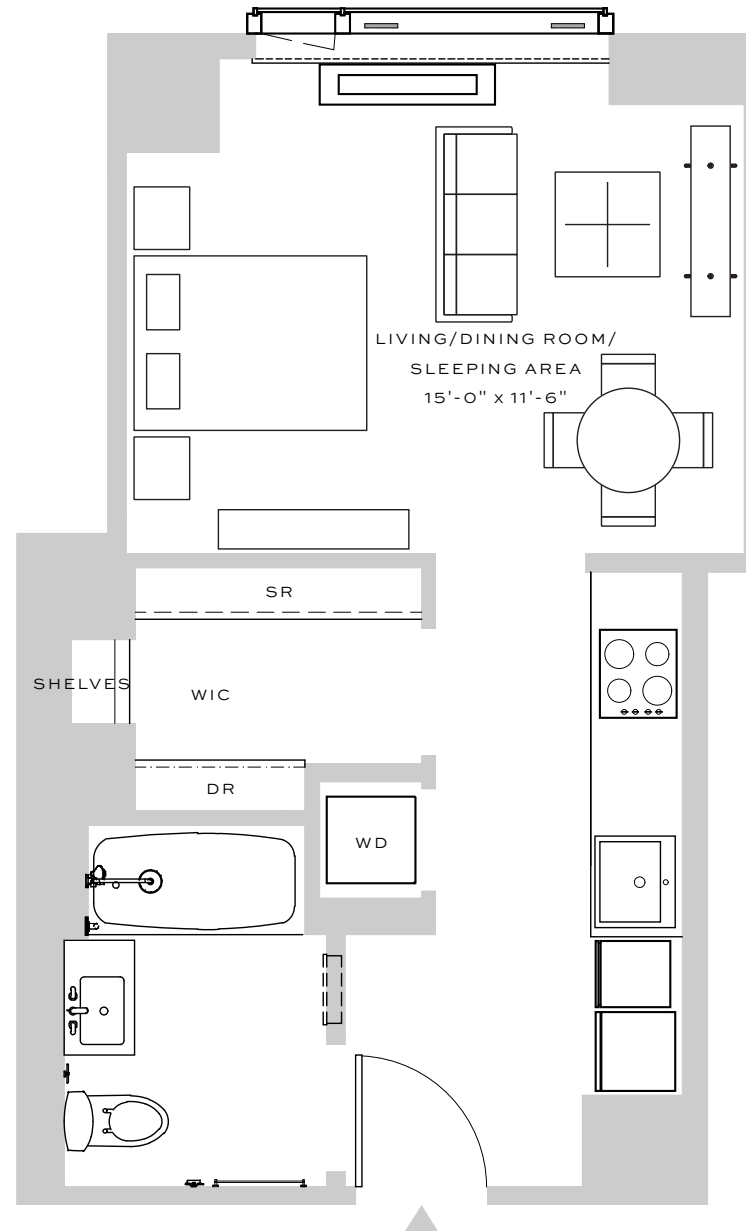 LIVING/DINING ROOM/
SLEEPING AREA
15'-0" x 11'-6"
SR
SHELVES
WIC
DR
WD